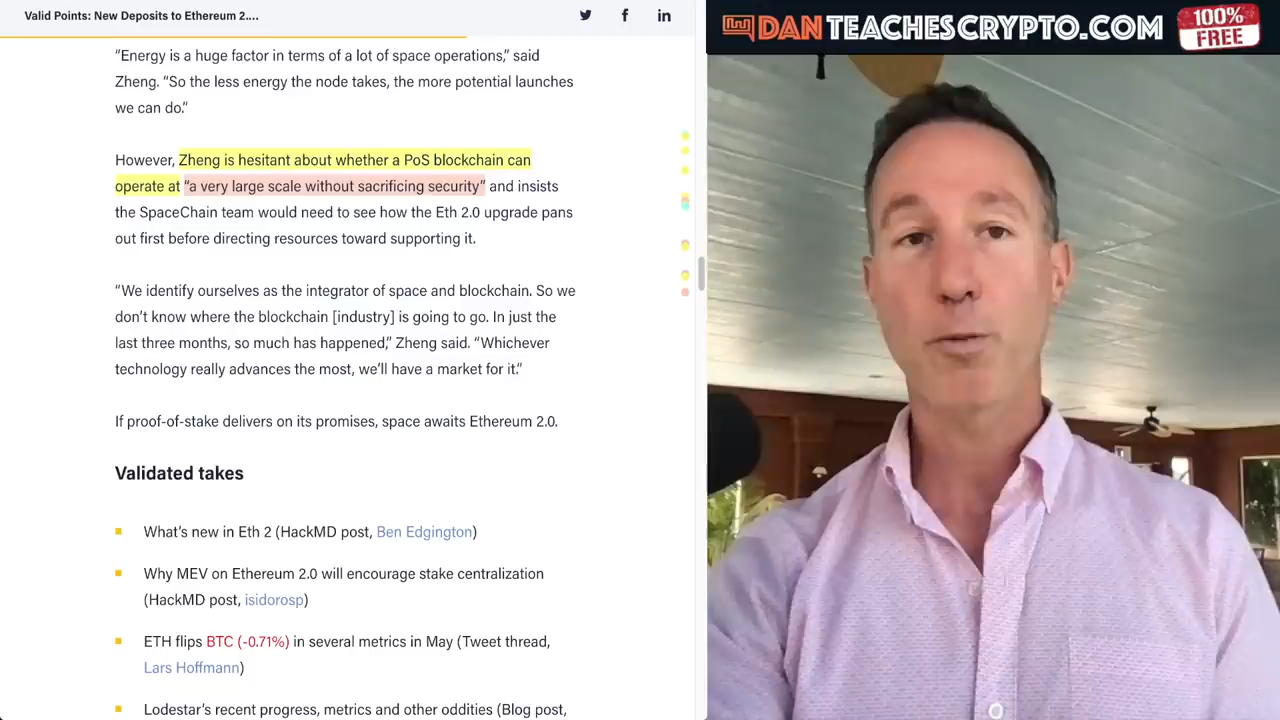 Valid Points: New Deposits to Ethereum 2....
“Energy is a huge factor in terms of a lot of space operations,” said
Zheng. “So the less energy the node takes, the more potential launches
we can do.”
However, Zheng is hesitant about whether a PoS blockchain can
operate at “a very large scale without sacrificing security” and insists
the SpaceChain team would need to see how the Eth 2.0 upgrade pans
out first before directing resources toward supporting it.
“We identify ourselves as the integrator of space and blockchain. So we
don’t know where the blockchain [industry] is going to go. In just the
last three months, so much has happened,” Zheng said. “Whichever
technology really advances the most, we’ll have a market for it.”
If proof-of-stake delivers on its promises, space awaits Ethereum 2.0.
Validated takes
What’s new in Eth 2 (HackMD post, Ben Edgington)
Why MEV on Ethereum 2.0 will encourage stake centralization
(HackMD post, isidorosp)
ETH flips BTC (-0.71%) in several metrics in May (Tweet thread,
Lars Hoffmann)
Lodestar’s recent progress, metrics and other oddities (Blog post,
DANTEACHESCRYPTO.COM
100%
FREE